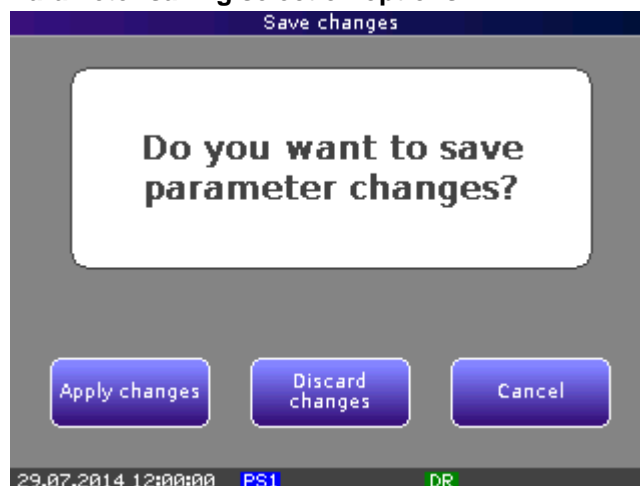 Save changes
Do you want to save
parameter changes?
Apply changes
Discard
changes
Cancel
29.07.2014 12:00:00 PS1 DR